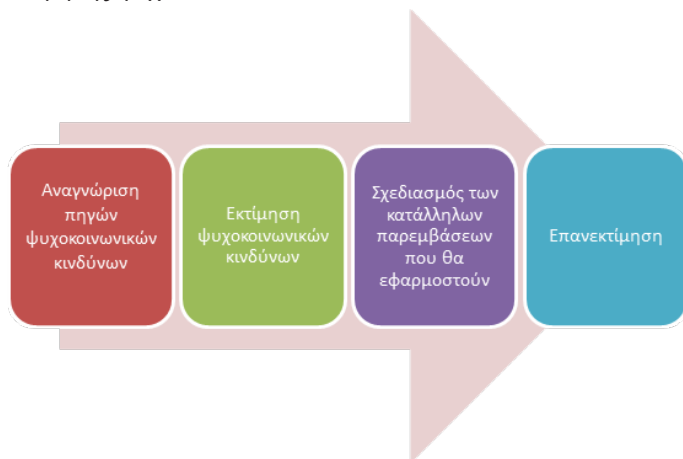 Αναγνώριση
πηγών
ψυχοκοινωνικών
κινδύνων
Εκτίμηση
ψυχοκοινωνικών
κινδύνων
Σχεδιασμός των
κατάλληλων
παρεμβάσεων
που θα
εφαρμοστούν
Επανεκτίμηση